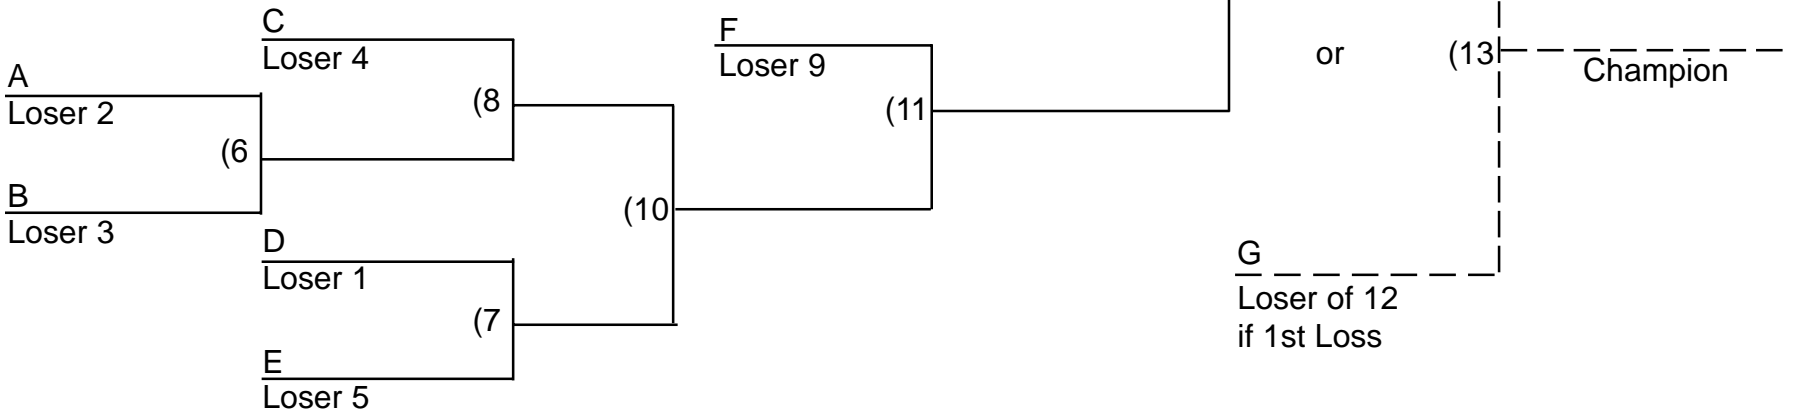 C
Loser 4
A
Loser 2
(8
(6
B
Loser 3
D
Loser 1
(7
E
Loser 5
(10
F
Loser 9
(11
or
(13
Champion
G
Loser of 12
if 1st Loss